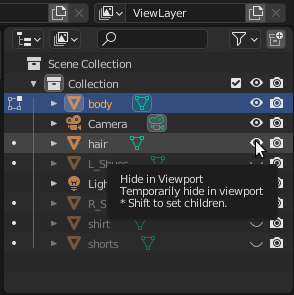 ViewLayer
Scene Collection
Collection
body
Camera
hair
L_Shoes
Hide in Viewport
Temporarily hide in viewport
* Shift to set children.
Ligh
R_S
shirt
shorts